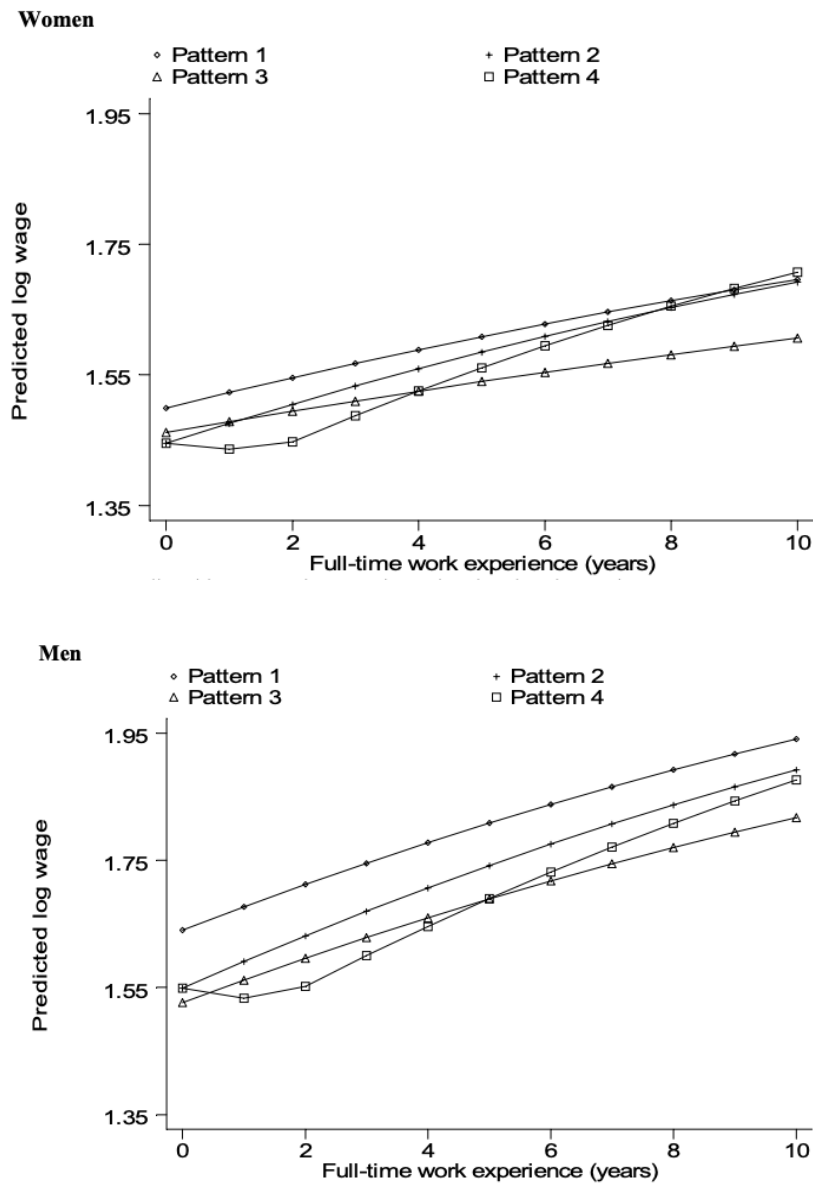 Women
Pattern 1 Pattern 2
Pattern 3 Pattern 4
1.95
1.75
1.55
1.35
Predicted log wage
0 2 4 6 8 10
Full-time work experience (years)
Men
Pattern 1 Pattern 2
Pattern 3 Pattern 4
1.95
1.75
1.55
1.35
Predicted log wage
0 2 4 6 8 10
Full-time work experience (years)